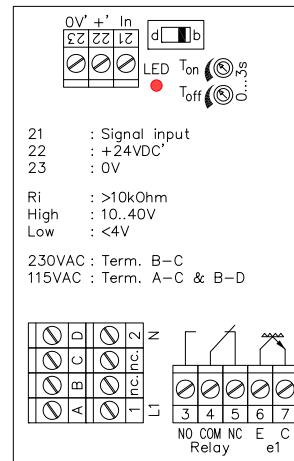 0V' +' In
23 22 21
d b
LED
Ton
Toff
0...3s
21 : Signal input
22 : +24VDC'
23 : 0V
Ri : >10kOhm
High : 10..40V
Low : <4V
230VAC : Term. B-C
115VAC : Term. A-C & B-D
D 2 N
C nc.
B nc.
A 1 L1
3 4 5 6 7
NO COM NC E C
Relay e1